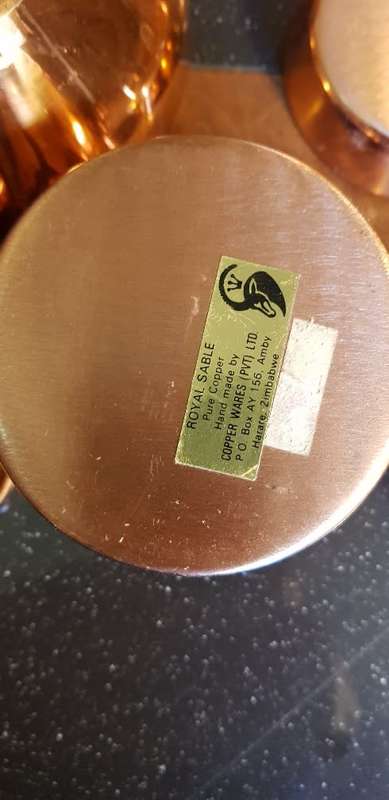 ROYAL SABLE
Pure Copper
Hand made by
COPPER WARES (PVT) LTD.
P.O. Box AY 156, Amby
Harare, Zimbabwe